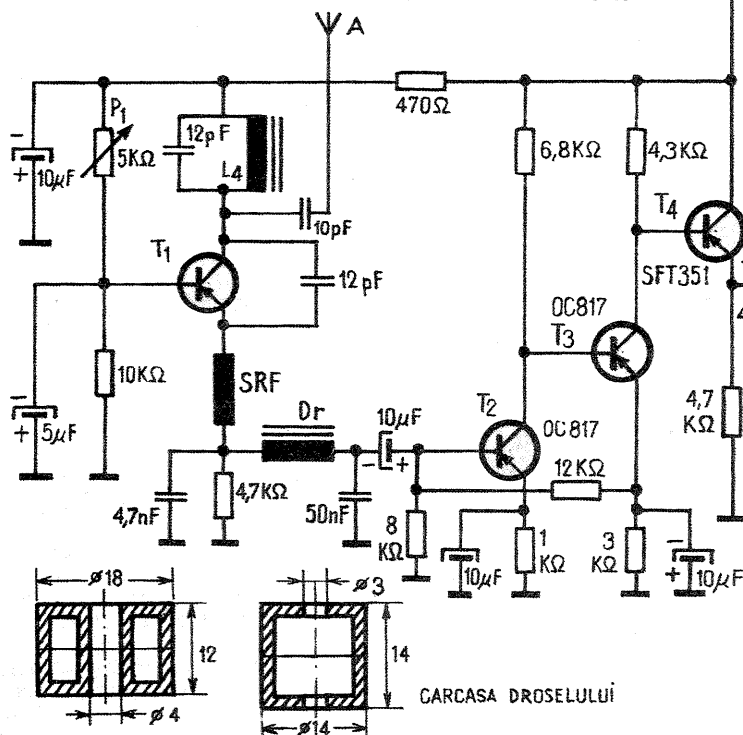 A
470Ω
P1
5KΩ
12pF
L4
10μF
6,8KΩ
4,3KΩ
10pF
T1
T4
12pF
SFT351
OC817
T3
10KΩ
SRF
5μF
Dr
10μF
T2
OC817
4,7
KΩ
12KΩ
4,7nF
4,7KΩ
50nF
8
KΩ
10μF
1
KΩ
3
KΩ
10μF
ø18
12
ø4
ø3
14
ø14
CARCASA DROSELULUI